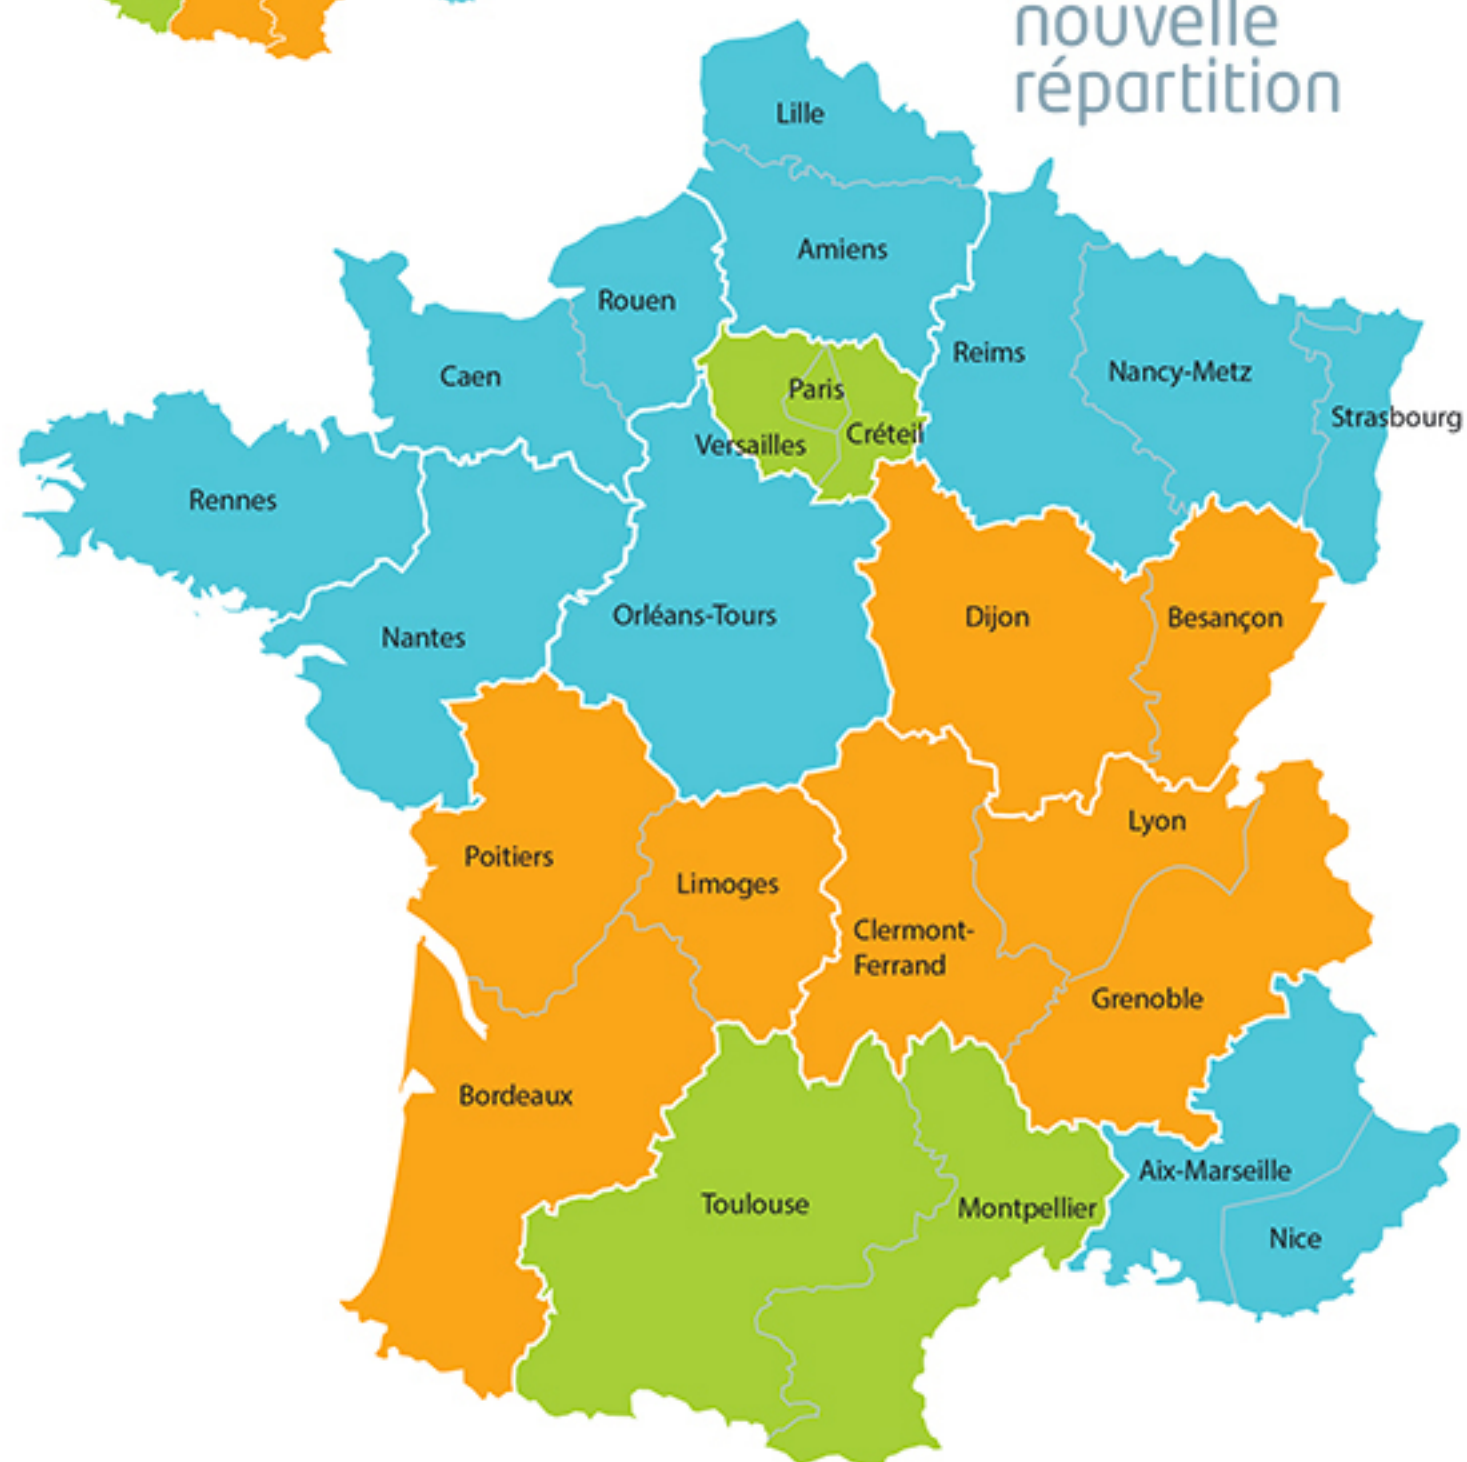 nouvelle
répartition
Lille
Amiens
Rouen
Caen
Reims
Nancy-Metz
Strasbourg
Paris
Créteil
Versailles
Rennes
Nantes
Orléans-Tours
Dijon
Besançon
Poitiers
Limoges
Clermont-
Ferrand
Lyon
Grenoble
Bordeaux
Toulouse
Montpellier
Aix-Marseille
Nice